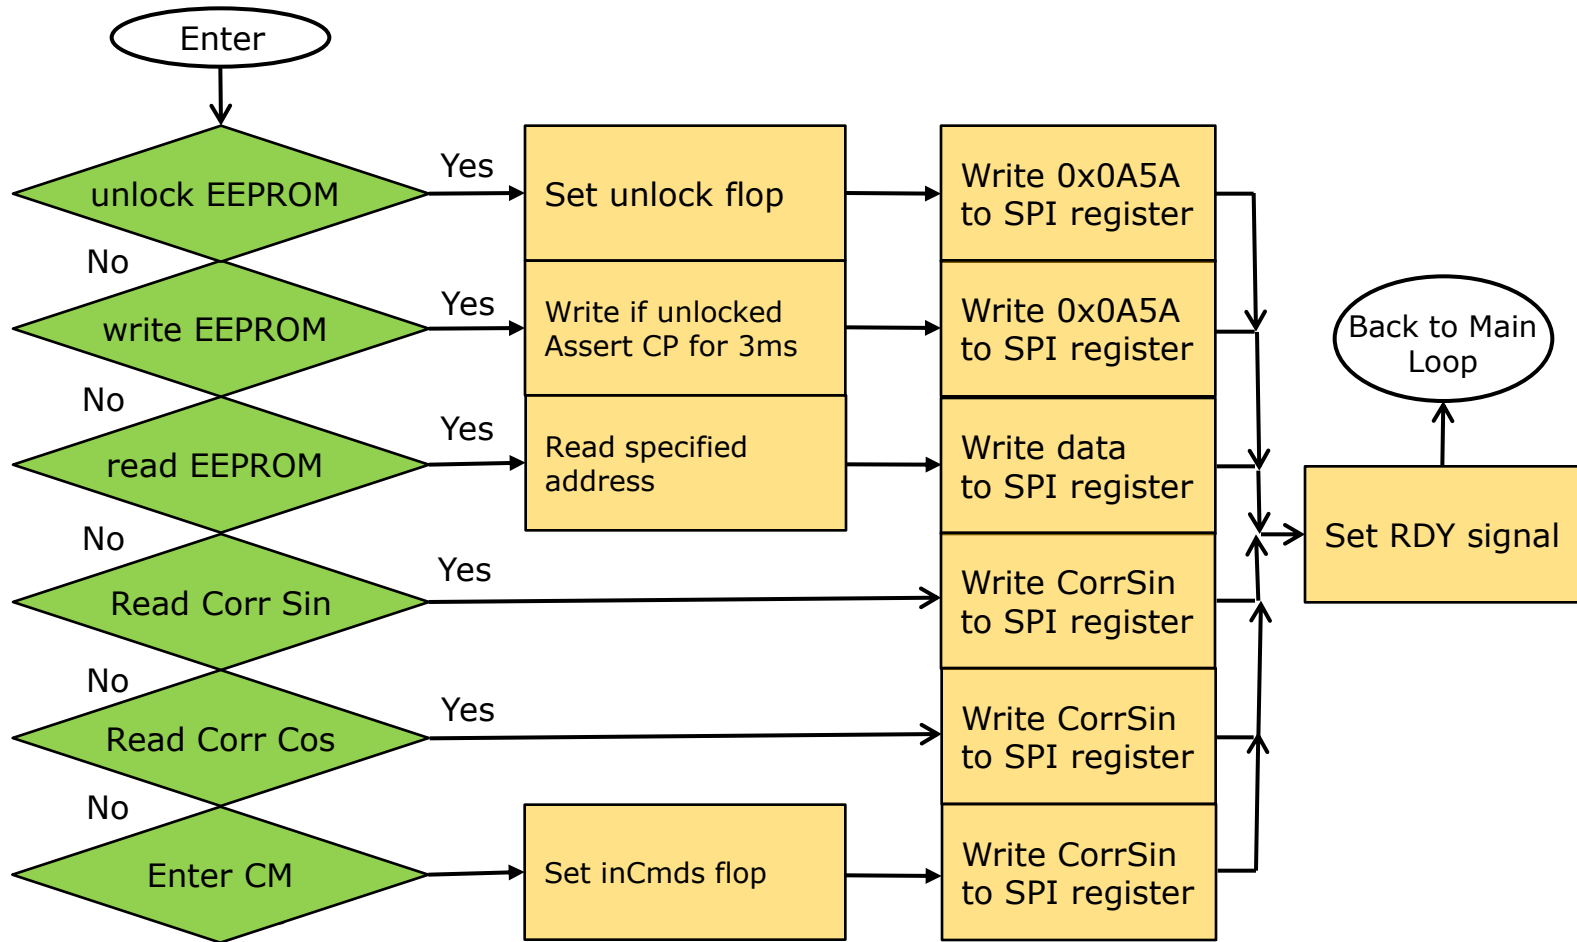 Enter
unlock EEPROM
Yes
Set unlock flop
Write 0x0A5A
to SPI register
No
write EEPROM
Yes
Write if unlocked
Assert CP for 3ms
Write 0x0A5A
to SPI register
Back to Main
Loop
No
read EEPROM
Yes
Read specified
address
Write data
to SPI register
Set RDY signal
No
Read Corr Sin
Yes
Write CorrSin
to SPI register
No
Read Corr Cos
Yes
Write CorrSin
to SPI register
No
Enter CM
Set inCmds flop
Write CorrSin
to SPI register